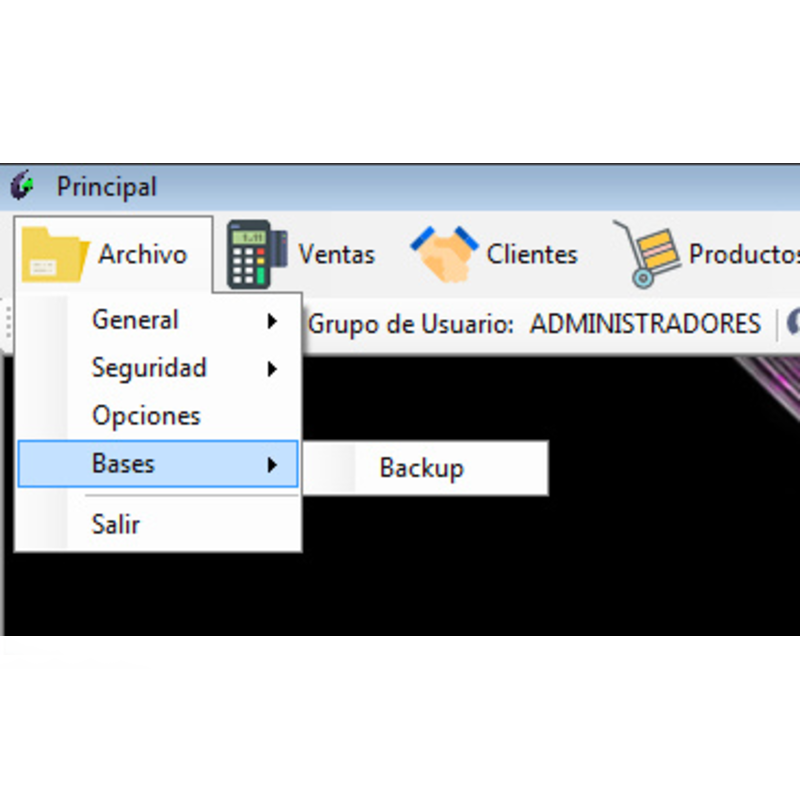 Principal
Archivo Ventas Clientes Productos
General Grupo de Usuario: ADMINISTRADORES
Seguridad
Opciones
Bases Backup
Salir